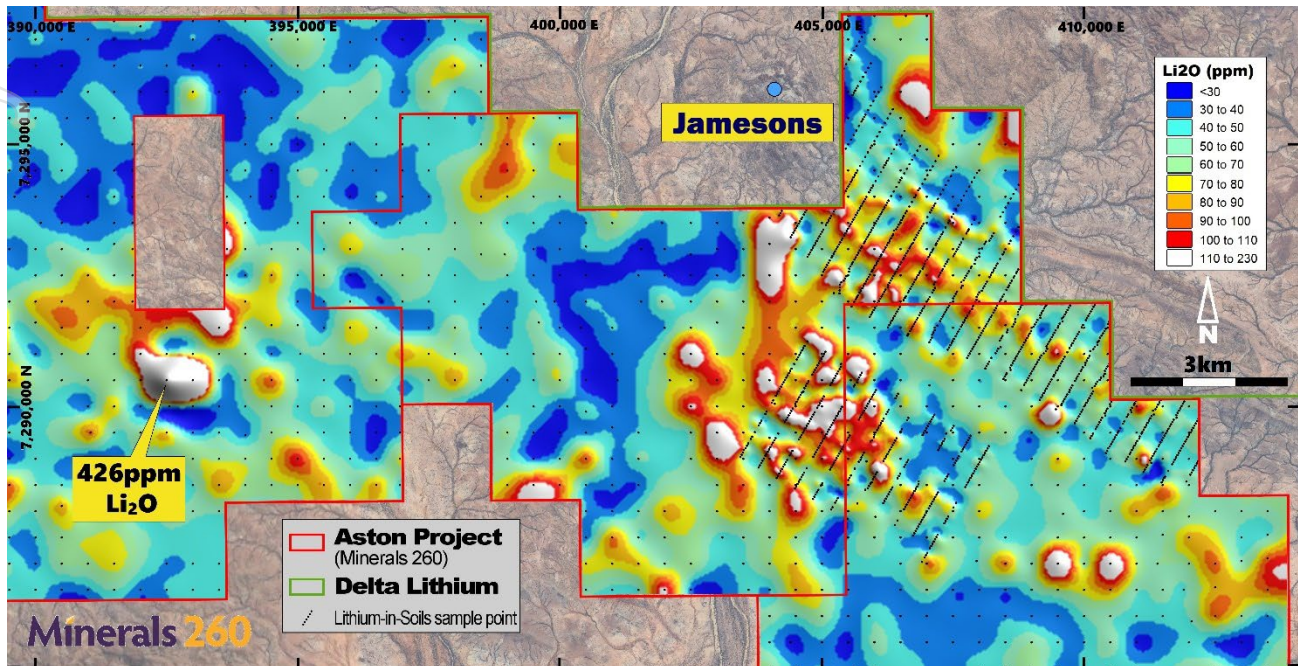 390,000 E
395,000 E
400,000 E
405,000 E
410,000 E
7,295,000 N
7,290,000 N
Jamesons
Li2O (ppm)
<30
30 to 40
40 to 50
50 to 60
60 to 70
70 to 80
80 to 90
90 to 100
100 to 110
110 to 230
N
3km
426ppm
Li₂O
Aston Project
(Minerals 260)
Delta Lithium
Lithium-in-Soils sample point
Minerals 260